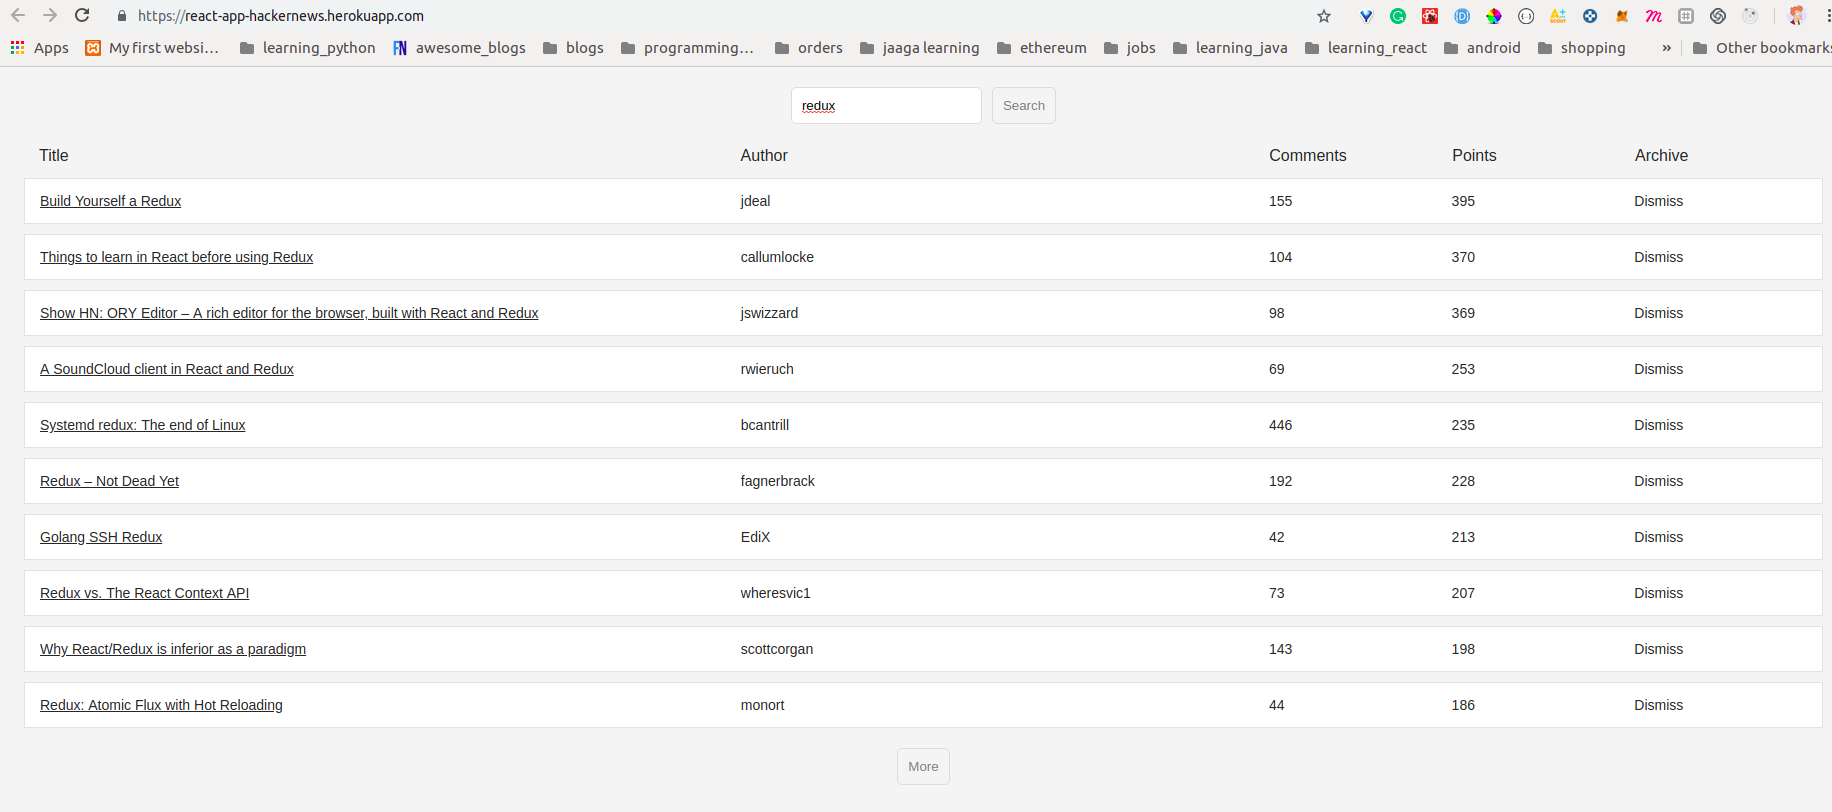 https://react-app-hackernews.herokuapp.com
Apps My first websi... learning_python FN awesome_blogs blogs programming... orders jaaga learning ethereum jobs learning_java learning_react android shopping » Other bookmarks
redux Search
Title Author Comments Points Archive
Build Yourself a Redux jdeal 155 395 Dismiss
Things to learn in React before using Redux callumlocke 104 370 Dismiss
Show HN: ORY Editor – A rich editor for the browser, built with React and Redux jswizzard 98 369 Dismiss
A SoundCloud client in React and Redux rwieruch 69 253 Dismiss
Systemd redux: The end of Linux bcantrill 446 235 Dismiss
Redux – Not Dead Yet fagnerbrack 192 228 Dismiss
Golang SSH Redux EdiX 42 213 Dismiss
Redux vs. The React Context API wheresvic1 73 207 Dismiss
Why React/Redux is inferior as a paradigm scottcorgan 143 198 Dismiss
Redux: Atomic Flux with Hot Reloading monort 44 186 Dismiss
More